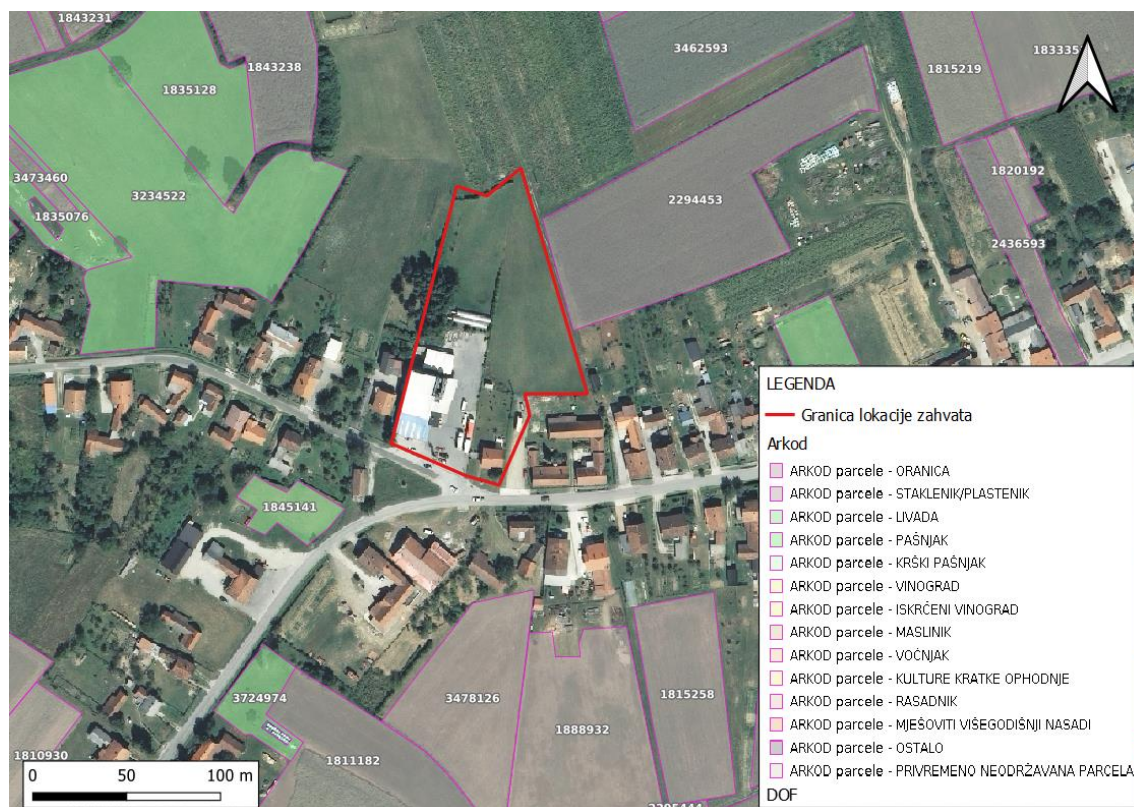 1843231
1843238
1835128
3473460
3234522
1835076
3462593
1815219
183335
1820192
2294453
2436593
1845141
3724974
3478126
1815258
1888932
1811182
1810930
0 50 100 m
LEGENDA
Granica lokacije zahvata
Arkod
ARKOD parcele - ORANICA
ARKOD parcele - STAKLENIK/PLASTENIK
ARKOD parcele - LIVADA
ARKOD parcele - PAŠNJAK
ARKOD parcele - KRŠKI PAŠNJAK
ARKOD parcele - VINOGRAD
ARKOD parcele - ISKRČENI VINOGRAD
ARKOD parcele - MASLINIK
ARKOD parcele - VOĆNJAK
ARKOD parcele - KULTURE KRATKE OPHODNJE
ARKOD parcele - RASADNIK
ARKOD parcele - MJEŠOVITI VIŠEGODIŠNJI NASADI
ARKOD parcele - OSTALO
ARKOD parcele - PRIVREMENO NEODRŽAVANA PARCELA
DOF